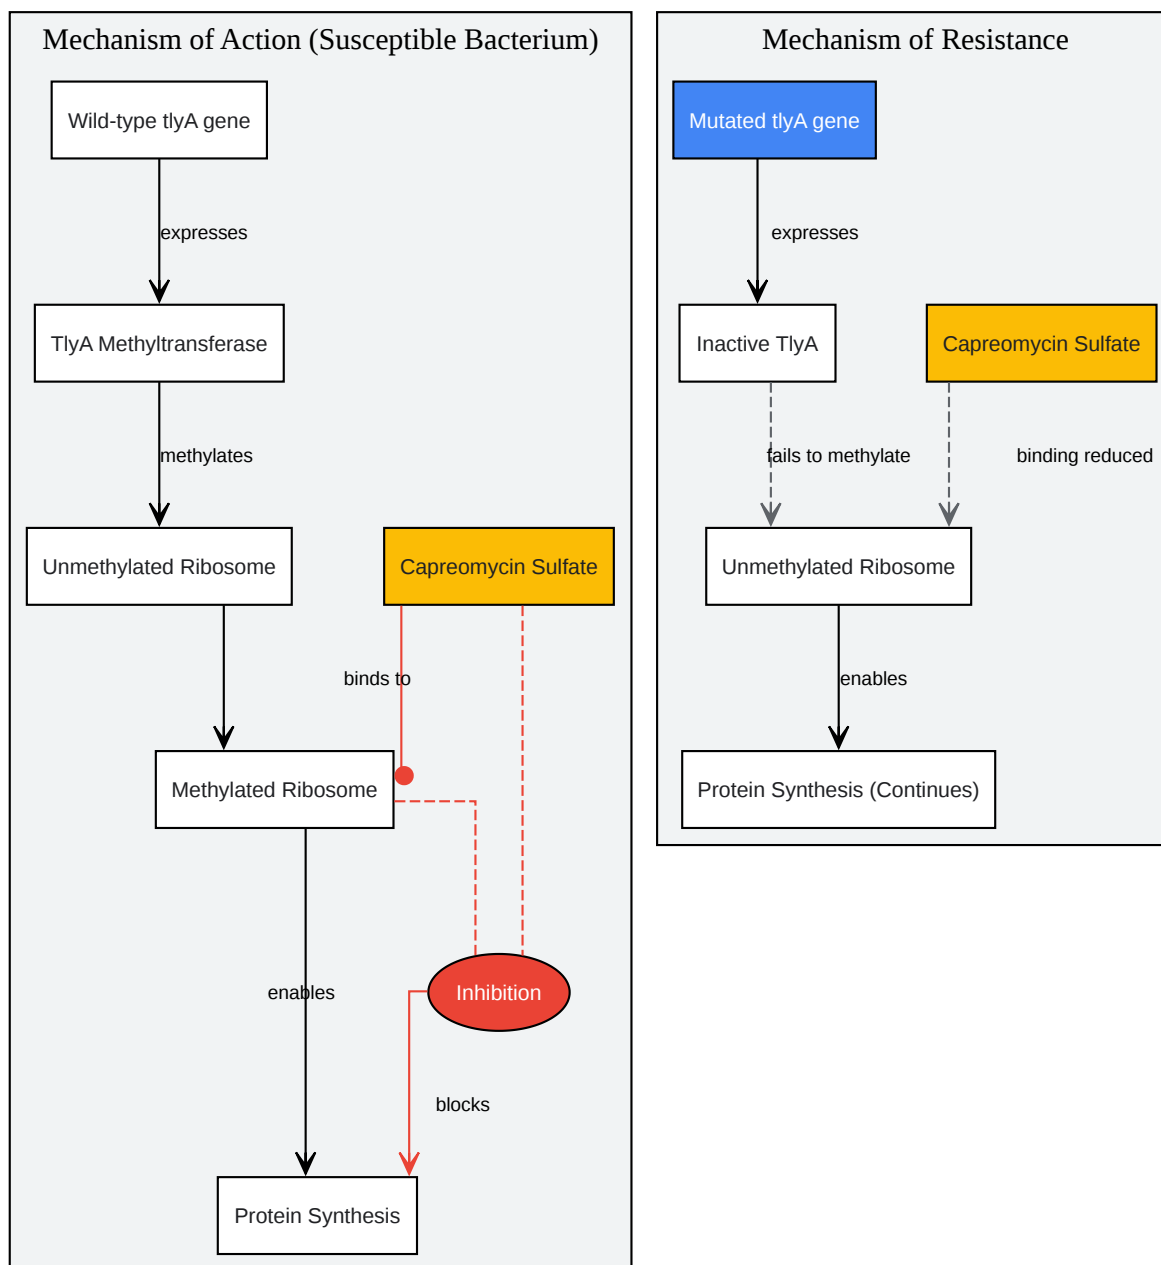 Mechanism of Action (Susceptible Bacterium)
Wild-type tlyA gene
expresses
TlyA Methyltransferase
methylates
Unmethylated Ribosome
Capreomycin Sulfate
binds to
Methylated Ribosome
enables
Inhibition
blocks
Protein Synthesis
Mechanism of Resistance
Mutated tlyA gene
expresses
Inactive TlyA
Capreomycin Sulfate
fails to methylate
binding reduced
Unmethylated Ribosome
enables
Protein Synthesis (Continues)